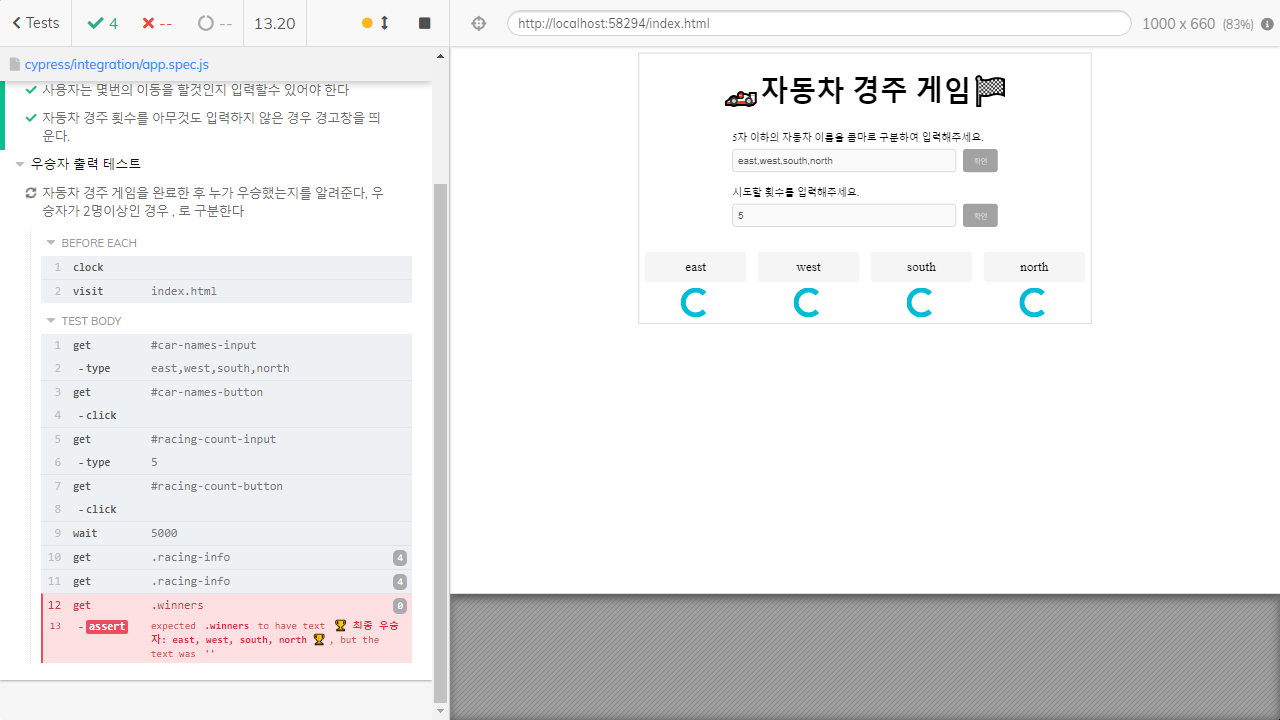 Tests
4
--
--
13.20
http://localhost:58294/index.html
1000 x 660 (83%)
cypress/integration/app.spec.js
사용자는 몇번의 이동을 할것인지 입력할수 있어야 한다
자동차 경주 횟수를 아무것도 입력하지 않은 경우 경고창을 띄
운다.
우승자 출력 테스트
자동차 경주 게임을 완료한 후 누가 우승했는지를 알려준다, 우
승자가 2명이상인 경우 , 로 구분한다
BEFORE EACH
1 clock
2 visit index.html
TEST BODY
1 get #car-names-input
2 -type east,west,south,north
3 get #car-names-button
4 -click
5 get #racing-count-input
6 -type 5
7 get #racing-count-button
8 -click
9 wait 5000
10 get .racing-info 4
11 get .racing-info 4
12 get .winners 0
13 -assert expected .winners to have text 🏆 최종 우승
자: east, west, south, north 🏆, but the
text was ''
🏎️자동차 경주 게임🏁
5자 이하의 자동차 이름을 콤마로 구분하여 입력해주세요.
east,west,south,north 확인
시도할 횟수를 입력해주세요.
5 확인
east west south north